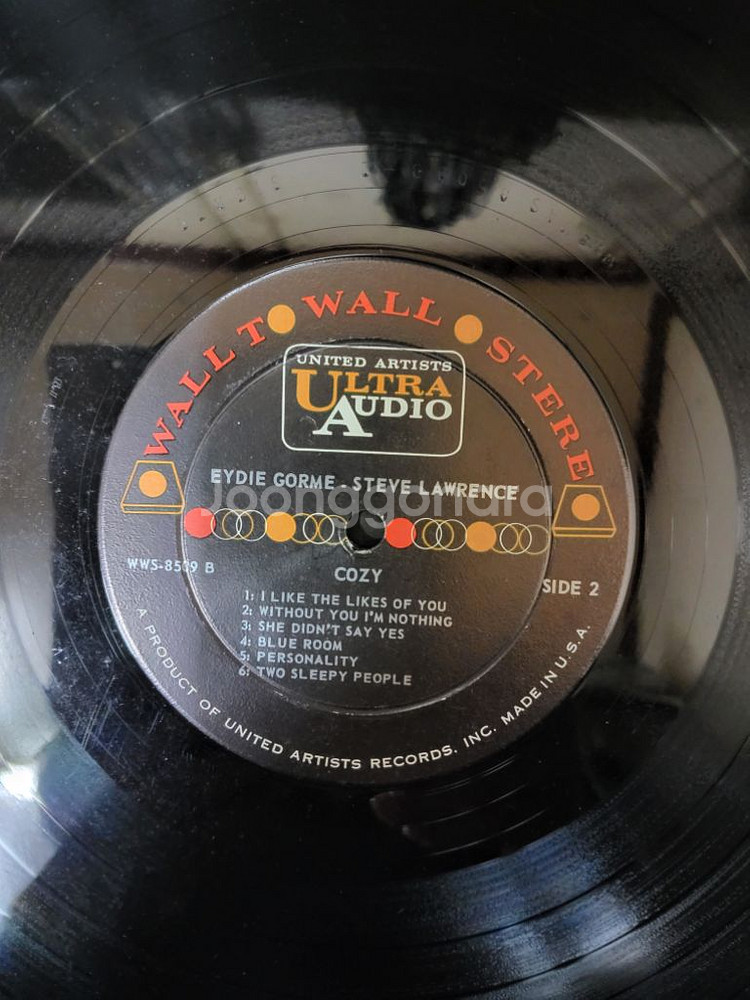 WALL TO WALL STEREO
UNITED ARTISTS
ULTRA
AUDIO
EYDIE GORME - STEVE LAWRENCE
Joonggonara
COZY
SIDE 2
1: I LIKE THE LIKES OF YOU
2: WITHOUT YOU I'M NOTHING
3: SHE DIDN'T SAY YES
4: BLUE ROOM
5: PERSONALITY
6: TWO SLEEPY PEOPLE
A PRODUCT OF UNITED ARTISTS RECORDS, INC. MADE IN U.S.A.